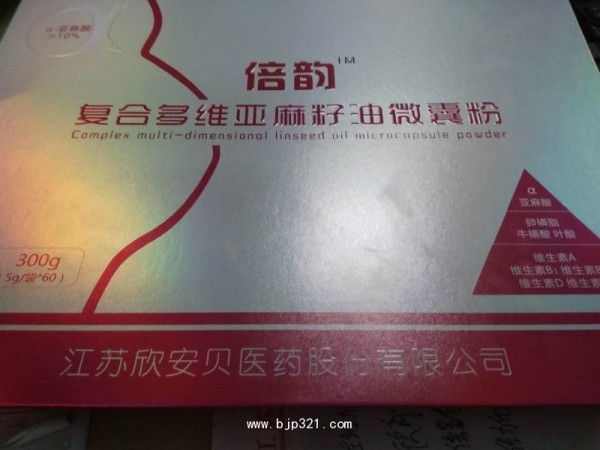 α-亚麻酸
≥10%
倍韵™
复合多维亚麻籽油微囊粉
Complex multi-dimensional linseed oil microcapsule powder
α
亚麻酸
卵磷脂
牛磺酸 叶酸
维生素A
维生素B₁ 维生素B
维生素D 维生素
300g
(5g/袋*60)
江苏欣安贝医药股份有限公司
www.bjp321.com